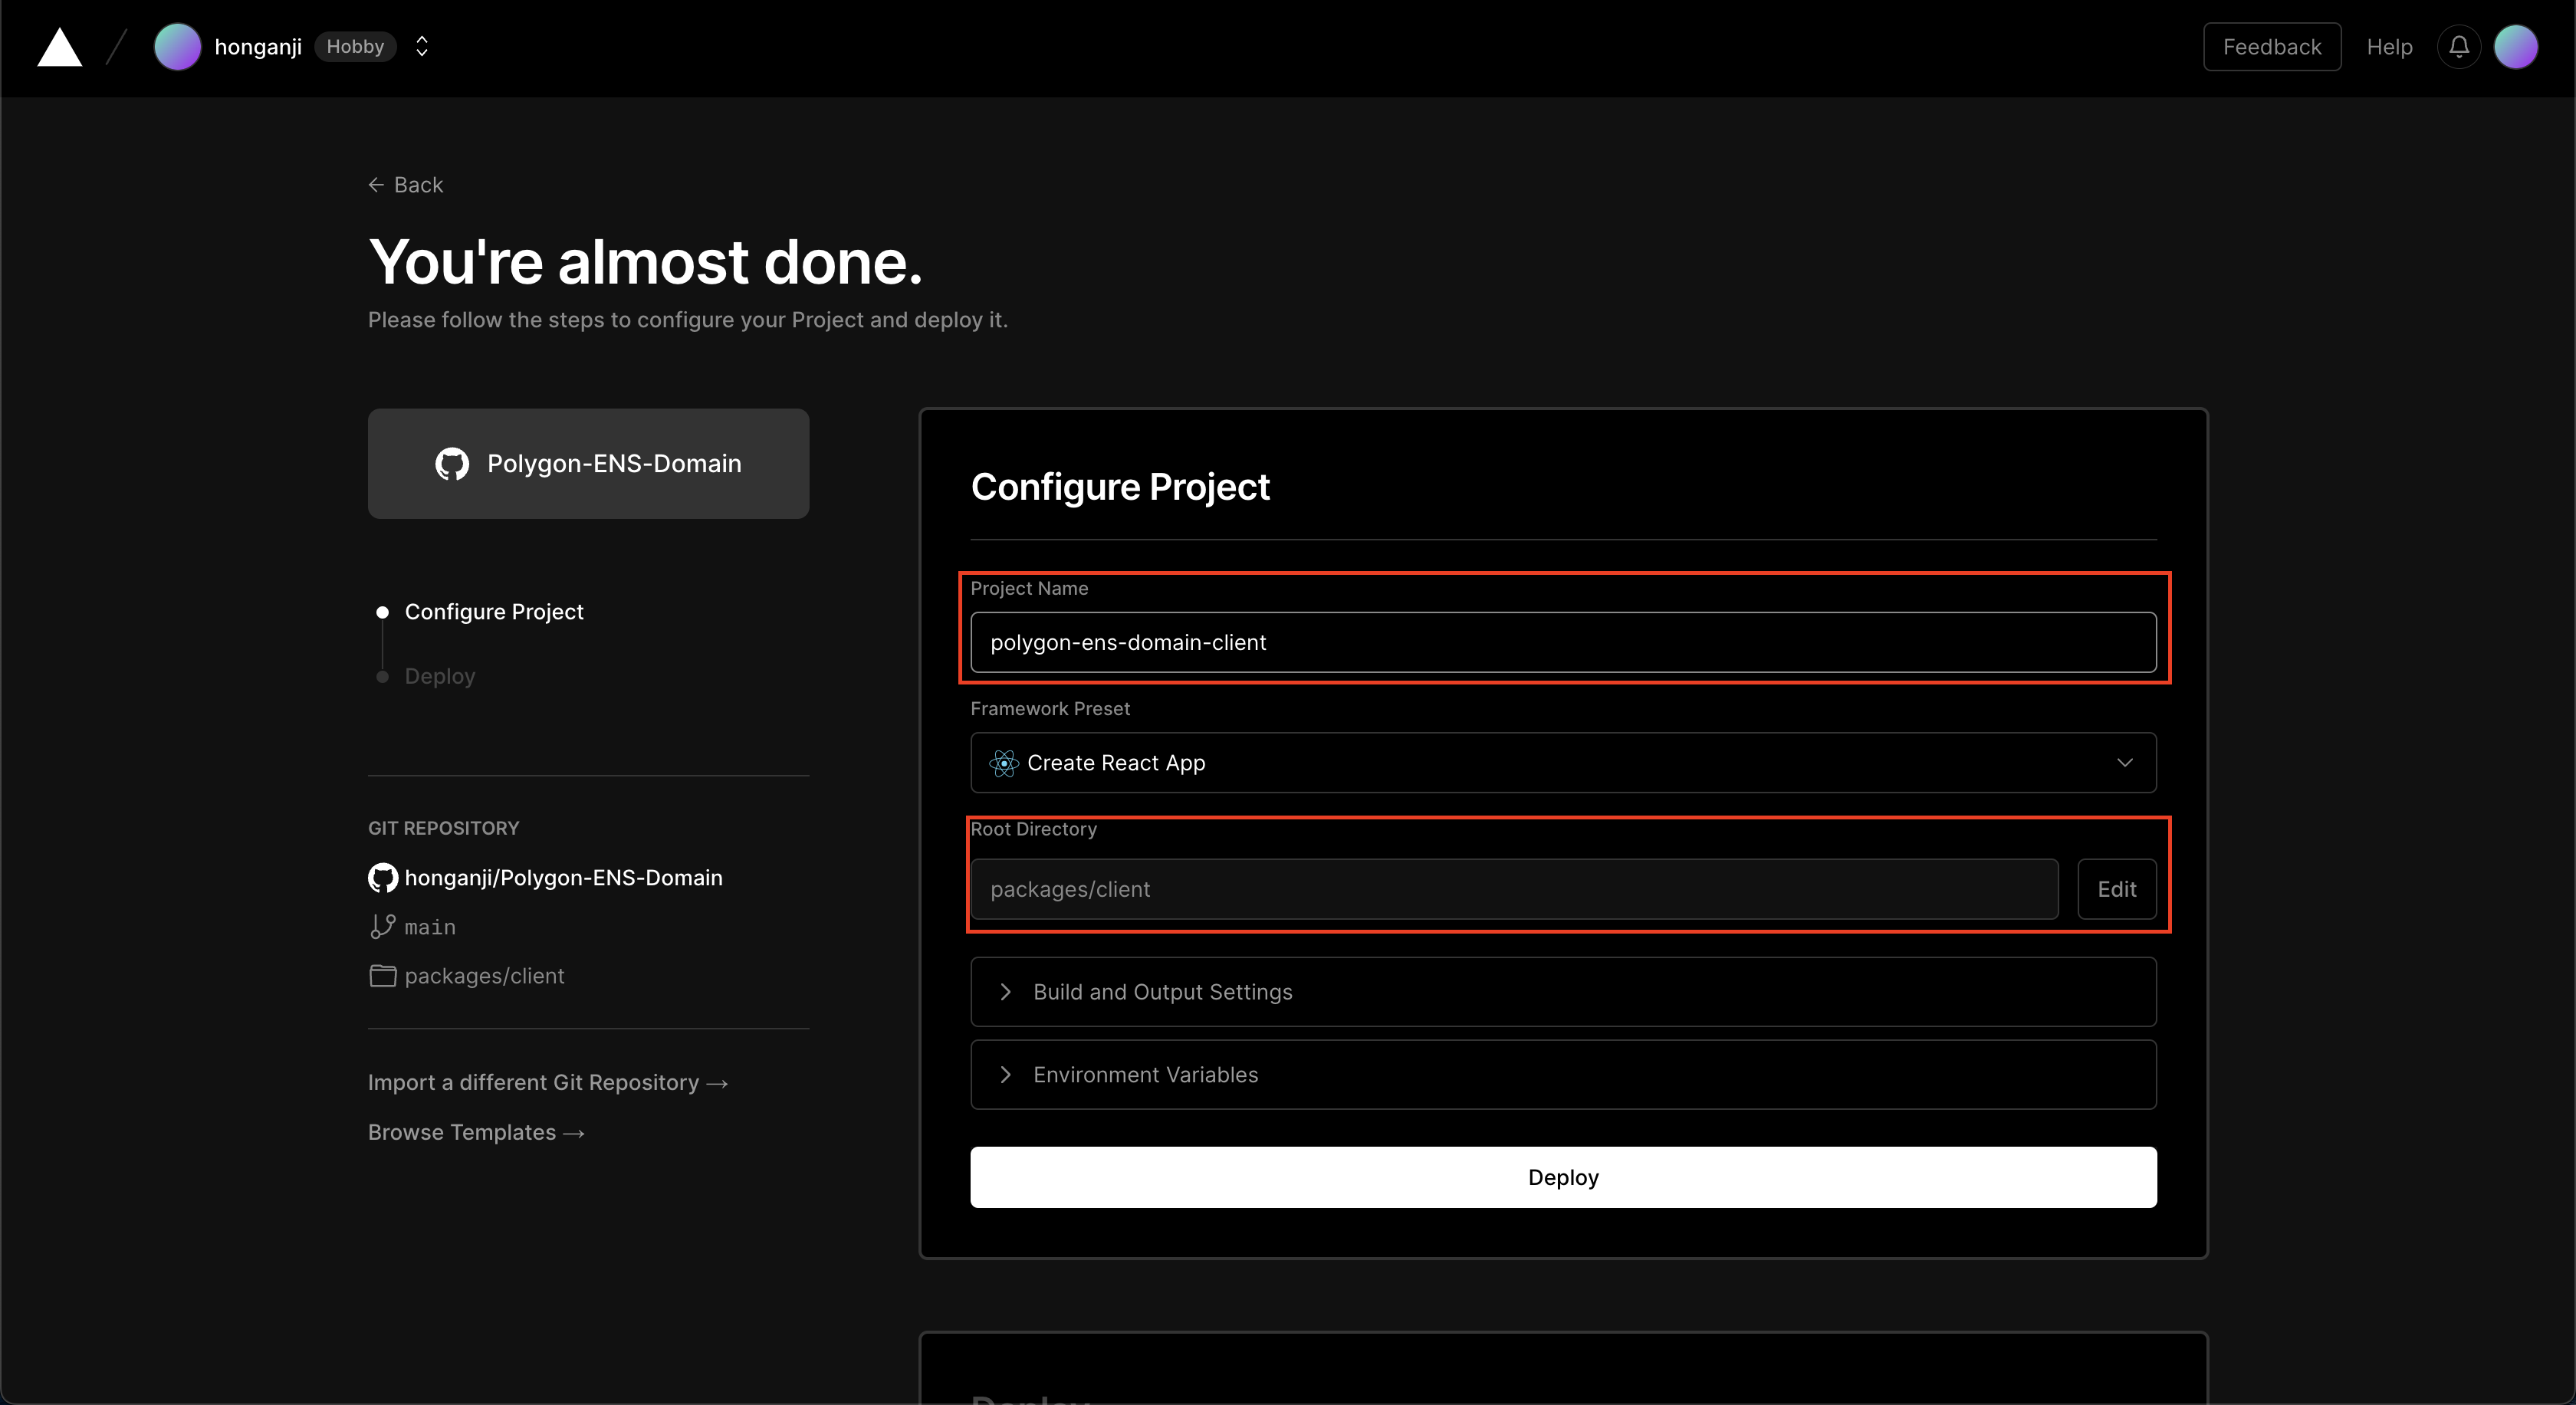 honganji Hobby
Feedback Help
← Back
You're almost done.
Please follow the steps to configure your Project and deploy it.
Polygon-ENS-Domain
Configure Project
Deploy
GIT REPOSITORY
honganji/Polygon-ENS-Domain
main
packages/client
Import a different Git Repository →
Browse Templates →
Configure Project
Project Name
polygon-ens-domain-client
Framework Preset
Create React App
Root Directory
packages/client Edit
Build and Output Settings
Environment Variables
Deploy
Deploy